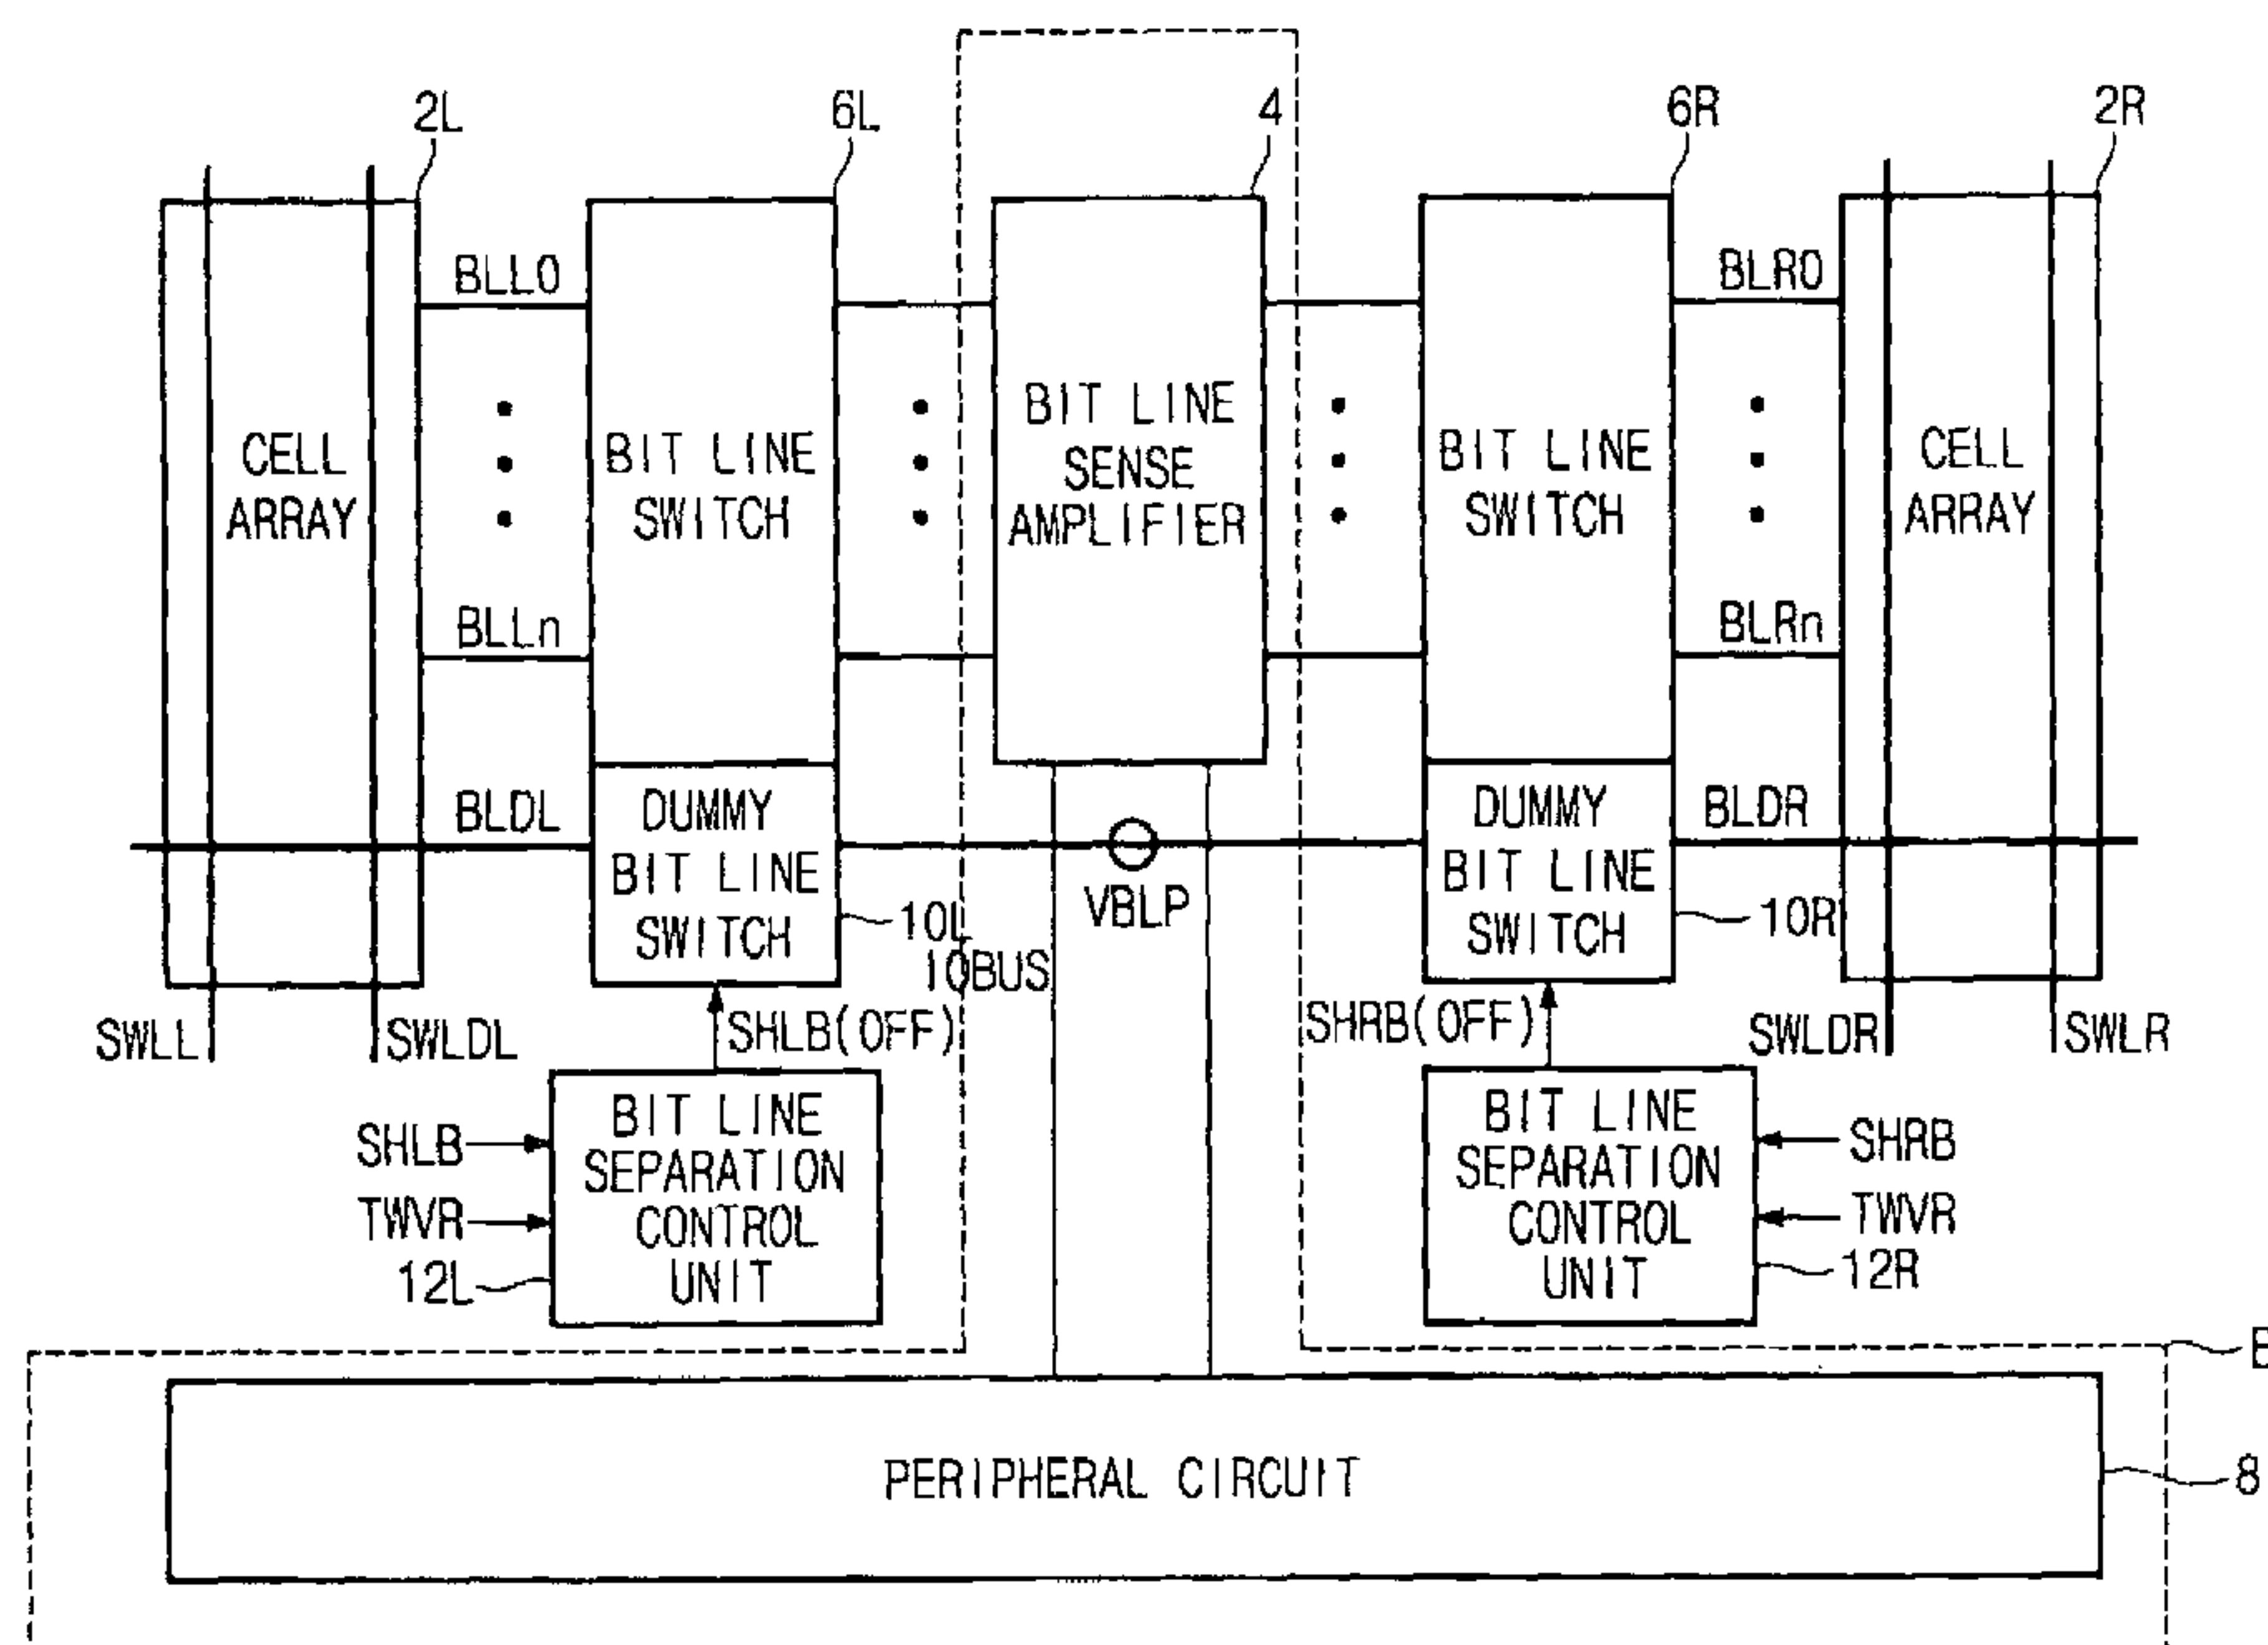 2L
6L
4
6R
2R
BLL0
BLR0
CELL
ARRAY
BIT LINE
SWITCH
BIT LINE
SENSE
AMPLIFIER
BIT LINE
SWITCH
CELL
ARRAY
BLLn
BLRn
BLDL
DUMMY
BIT LINE
SWITCH
VBLP
DUMMY
BIT LINE
SWITCH
BLDR
10L
10R
IOBUS
SWLL
SWLDL
SHLB(OFF)
SHRB(OFF)
SWLDR
SWLR
SHLB
TWVR
12L
BIT LINE
SEPARATION
CONTROL
UNIT
BIT LINE
SEPARATION
CONTROL
UNIT
SHRB
TWVR
12R
PERIPHERAL CIRCUIT
8